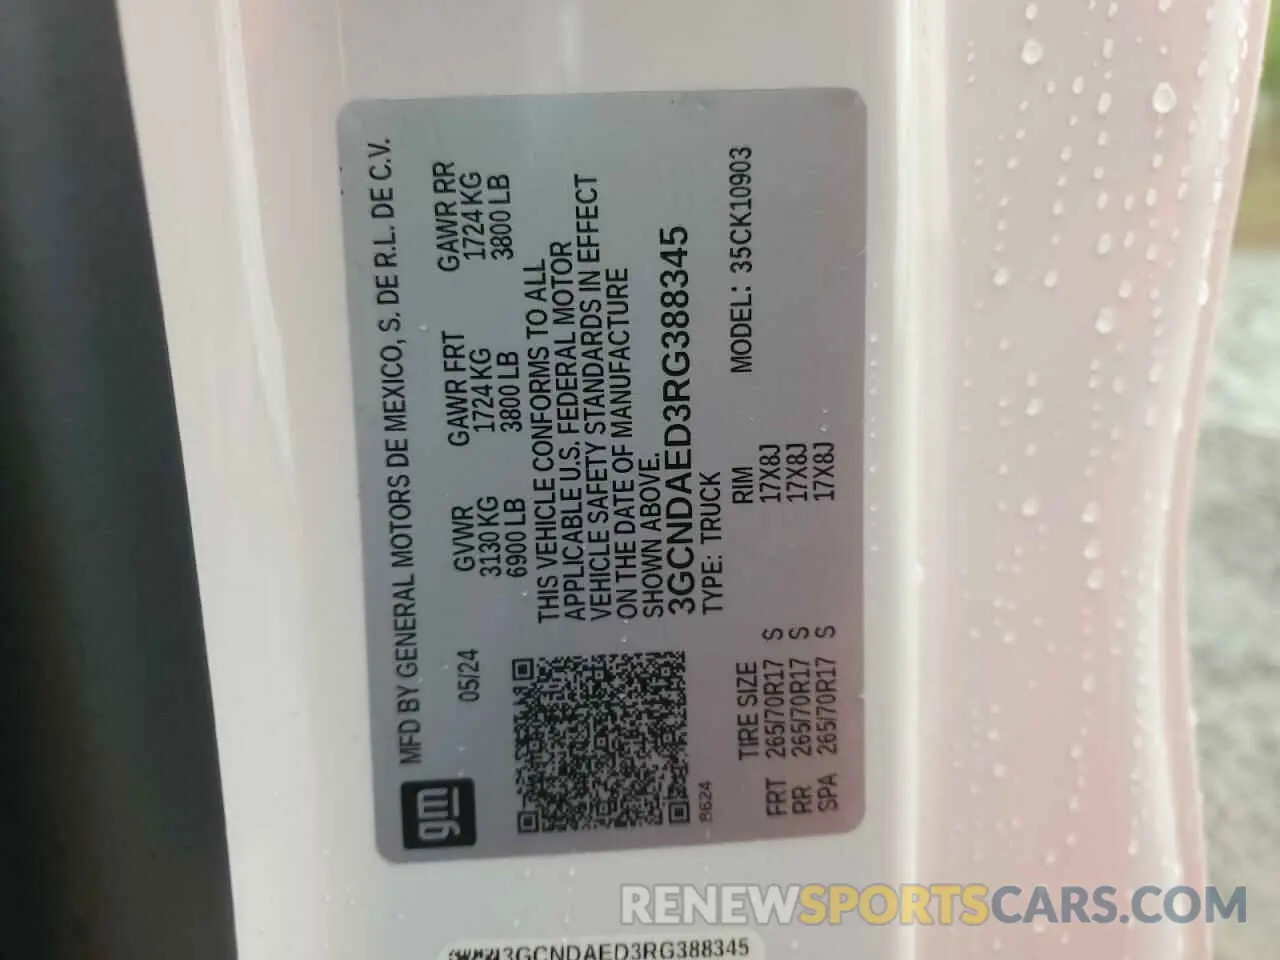 gm
MFD BY GENERAL MOTORS DE MEXICO, S. DE R.L. DE C.V.
05/24
GVWR GAWR FRT GAWR RR
3130 KG 1724 KG 1724 KG
6900 LB 3800 LB 3800 LB
THIS VEHICLE CONFORMS TO ALL
APPLICABLE U.S. FEDERAL MOTOR
VEHICLE SAFETY STANDARDS IN EFFECT
ON THE DATE OF MANUFACTURE
SHOWN ABOVE.
3GCNDAED3RG388345
8624
TYPE: TRUCK
MODEL: 35CK10903
TIRE SIZE RIM
FRT 265/70R17 S 17X8J
RR 265/70R17 S 17X8J
SPA 265/70R17 S 17X8J
3GCNDAED3RG388345
RENEWSPORTSCARS.COM